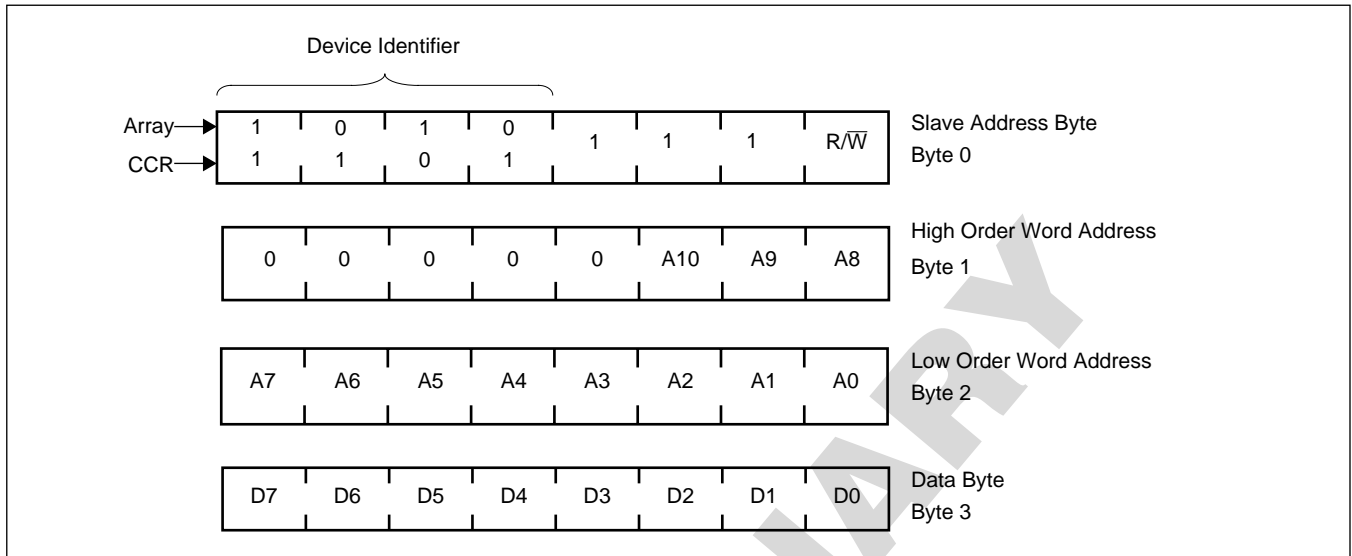 Device Identifier
Array 1 0 1 0 1 1 1 R/W̅ Slave Address Byte
CCR 1 1 0 1 Byte 0
High Order Word Address
0 0 0 0 0 A10 A9 A8 Byte 1
Low Order Word Address
A7 A6 A5 A4 A3 A2 A1 A0 Byte 2
Data Byte
D7 D6 D5 D4 D3 D2 D1 D0 Byte 3